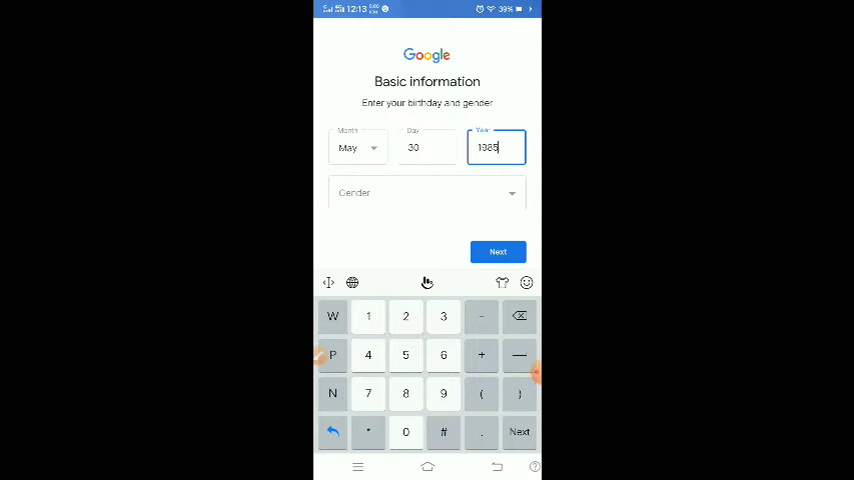 12:13 39%
Google
Basic information
Enter your birthday and gender
Month Day Year
May 30 1985
Gender
Next
W 1 2 3 -
P 4 5 6 + —
N 7 8 9 ( )
* 0 # . Next